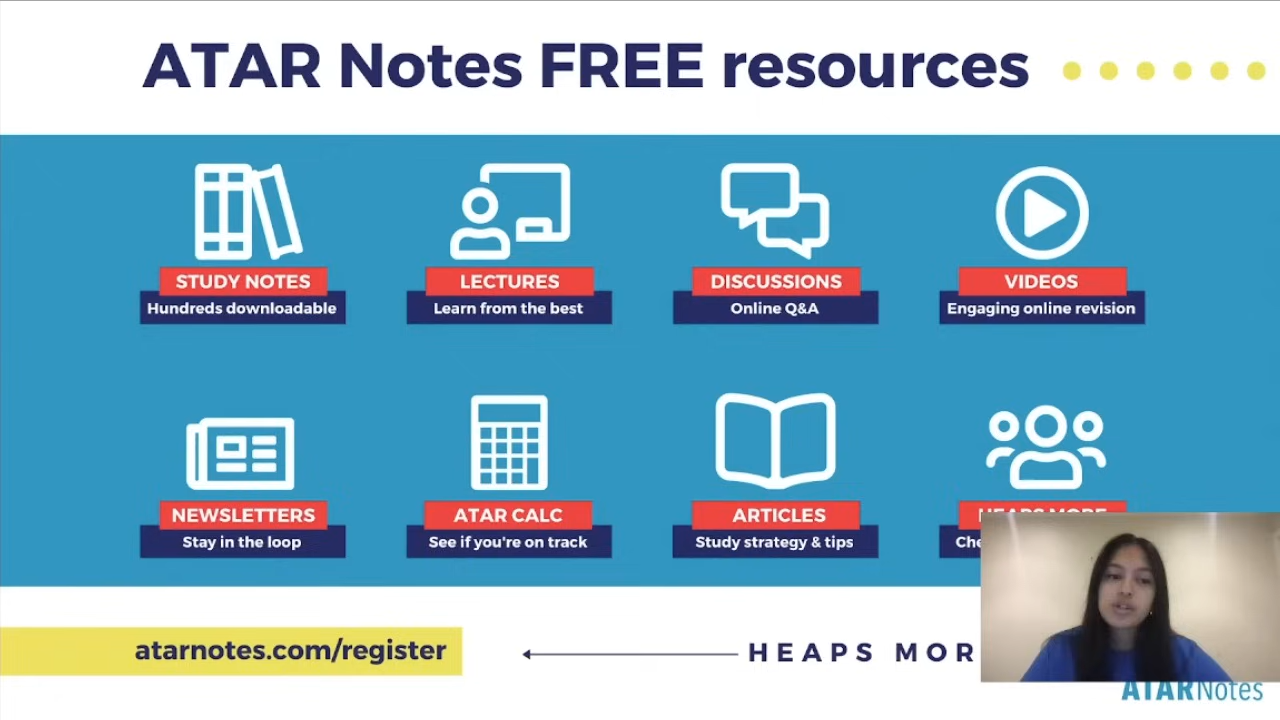 ATAR Notes FREE resources
STUDY NOTES
Hundreds downloadable
LECTURES
Learn from the best
DISCUSSIONS
Online Q&A
VIDEOS
Engaging online revision
NEWSLETTERS
Stay in the loop
ATAR CALC
See if you're on track
ARTICLES
Study strategy & tips
HEAPS MORE
atarnotes.com/register
HEAPS MOR
ATARNotes